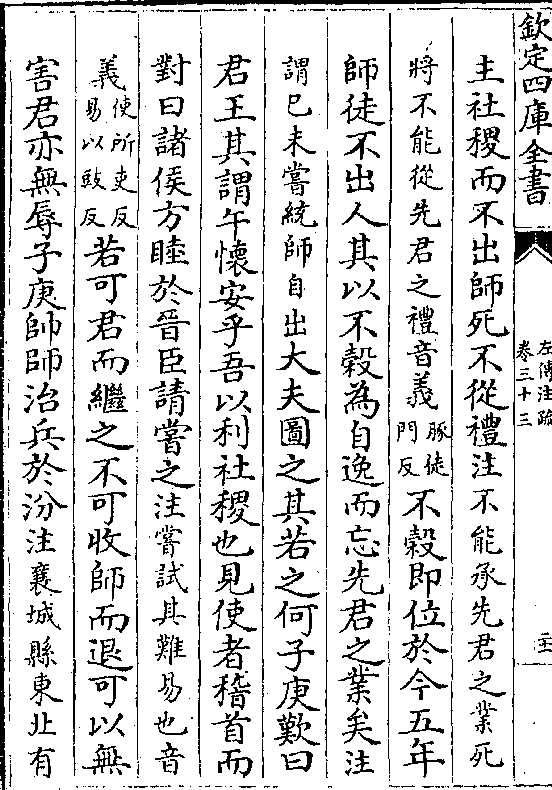 欽定四庫全書
左傳注疏
卷三十三
主社稷而不出師死不從禮注不能承先君之業死
將不能從先君之禮音義豚徒門反不穀即位於今五年
師徒不出人其以不穀為自逸而忘先君之業矣注
謂已未嘗統師自出大夫圖之其若之何子庚歎曰
君王其謂午懷安乎吾以利社稷也見使者稽首而
對曰諸侯方睦於晉臣請嘗之注嘗試其難易也音
義使所吏反易以䜴反若可君而繼之不可收師而退可以無
害君亦無辱子庚帥師治兵於汾注襄城縣東北有